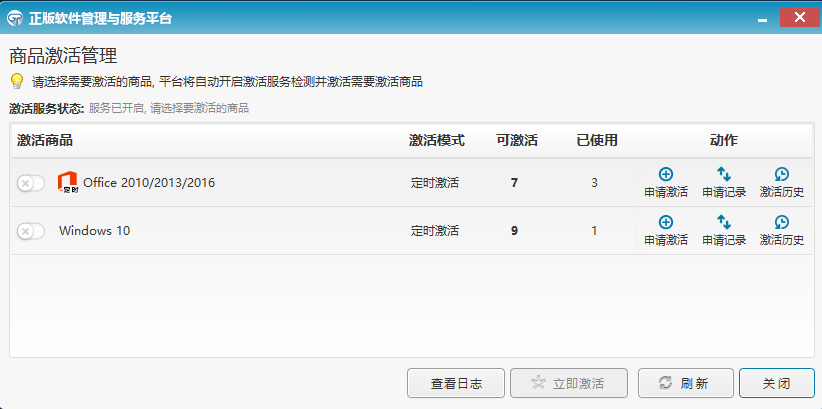 正版软件管理与服务平台
商品激活管理
请选择需要激活的商品, 平台将自动开启激活服务检测并激活需要激活商品
激活服务状态: 服务已开启, 请选择要激活的商品
激活商品 激活模式 可激活 已使用 动作
定时 Office 2010/2013/2016 定时激活 7 3 申请激活 申请记录 激活历史
Windows 10 定时激活 9 1 申请激活 申请记录 激活历史
查看日志 立即激活 刷新 关闭